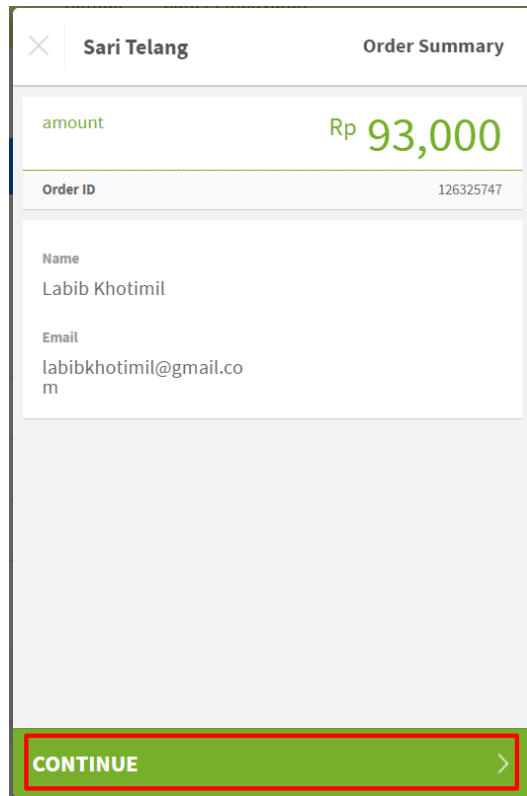 Sari Telang Order Summary
amount Rp 93,000
Order ID 126325747
Name
Labib Khotimil
Email
labibkhotimil@gmail.co
m
CONTINUE